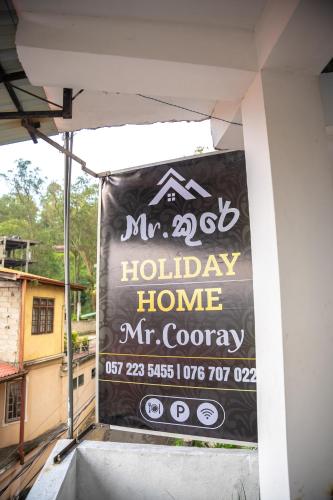 Mr. කුරේ
HOLIDAY
HOME
Mr.Cooray
057 223 5455 | 076 707 022
P